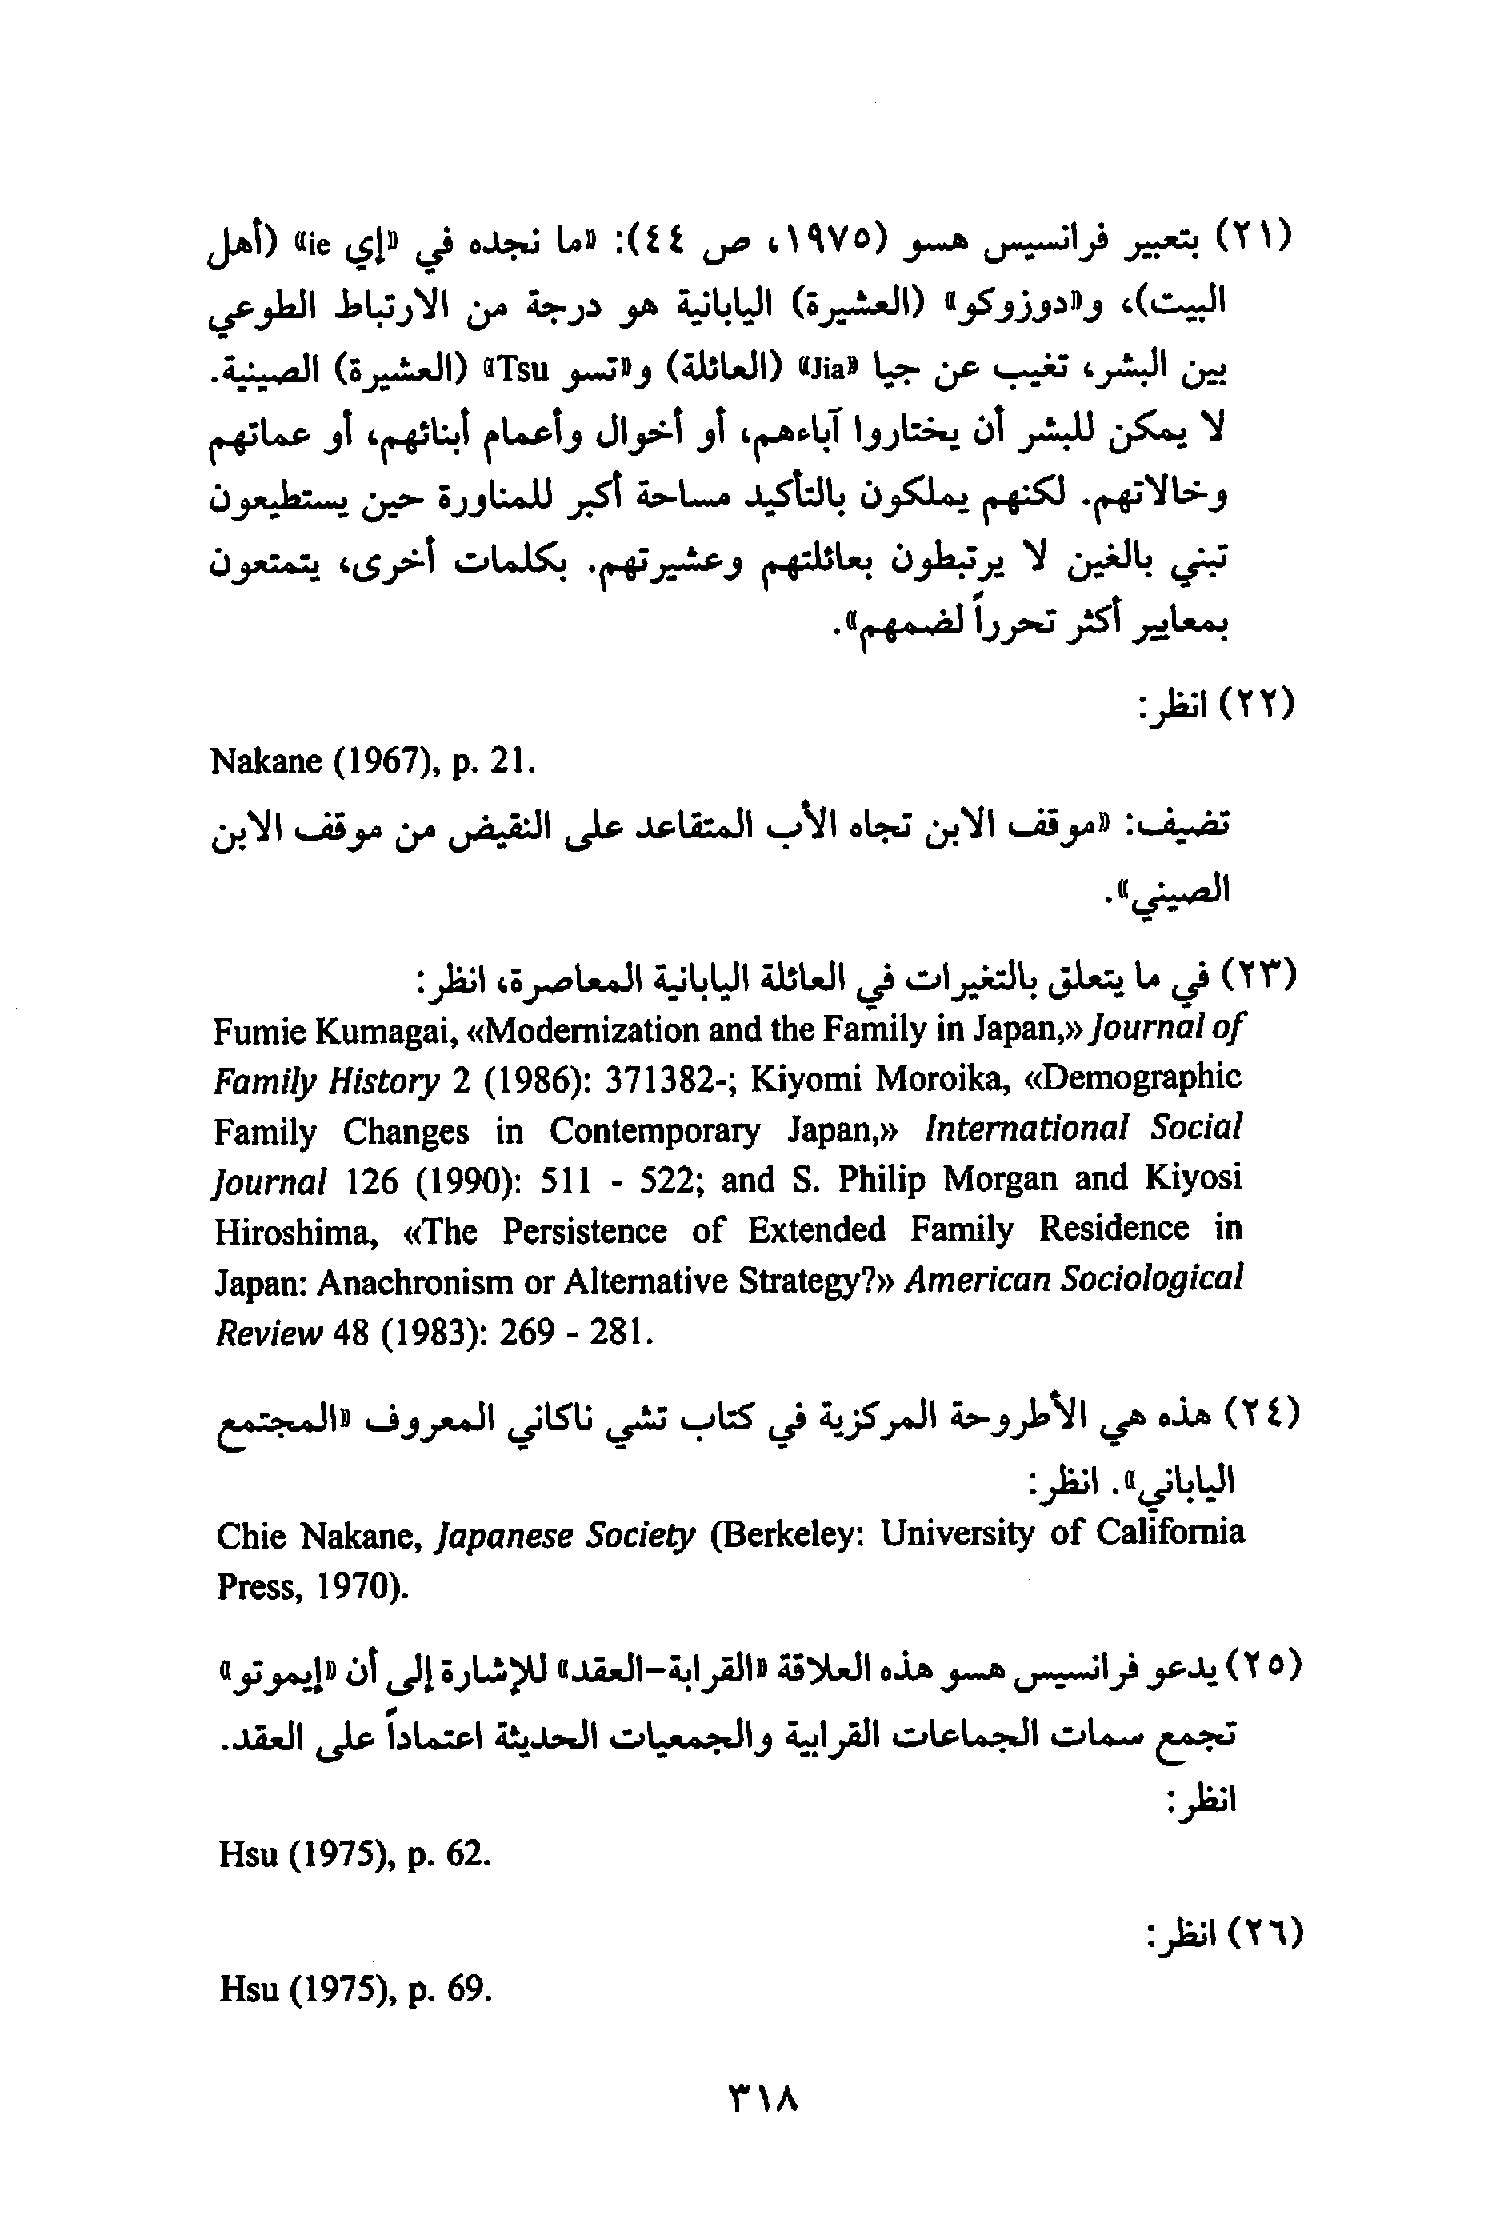 (٢١) بتعبير فرانسيس هسو (١٩٧٥، ص ٤٤): «ما نجده في «إي ie» (أهل
البيت)، و«دوزوكو» (العشيرة) اليابانية هو درجة من الارتباط الطوعي
بين البشر، تغيب عن جيا «Jia» (العائلة) و«تسو Tsu» (العشيرة) الصينية.
لا يمكن للبشر أن يختاروا آباءهم، أو أخوال وأعمام أبنائهم، أو عماتهم
وخالاتهم. لكنهم يملكون بالتأكيد مساحة أكبر للمناورة حين يستطيعون
تبني بالغين لا يرتبطون بعائلتهم وعشيرتهم. بكلمات أخرى، يتمتعون
بمعايير أكثر تحرراً لضمهم».
(٢٢) انظر:
Nakane (1967), p. 21.
تضيف: «موقف الابن تجاه الأب المتقاعد على النقيض من موقف الابن
الصيني».
(٢٣) في ما يتعلق بالتغيرات في العائلة اليابانية المعاصرة، انظر:
Fumie Kumagai, «Modernization and the Family in Japan,» Journal of
Family History 2 (1986): 371382-; Kiyomi Moroika, «Demographic
Family Changes in Contemporary Japan,» International Social
Journal 126 (1990): 511 - 522; and S. Philip Morgan and Kiyosi
Hiroshima, «The Persistence of Extended Family Residence in
Japan: Anachronism or Alternative Strategy?» American Sociological
Review 48 (1983): 269 - 281.
(٢٤) هذه هي الأطروحة المركزية في كتاب تشي ناكاني المعروف «المجتمع
الياباني». انظر:
Chie Nakane, Japanese Society (Berkeley: University of California
Press, 1970).
(٢٥) يدعو فرانسيس هسو هذه العلاقة «القرابة-العقد» للإشارة إلى أن «إيموتو»
تجمع سمات الجماعات القرابية والجمعيات الحديثة اعتماداً على العقد.
انظر:
Hsu (1975), p. 62.
(٢٦) انظر:
Hsu (1975), p. 69.
٣١٨